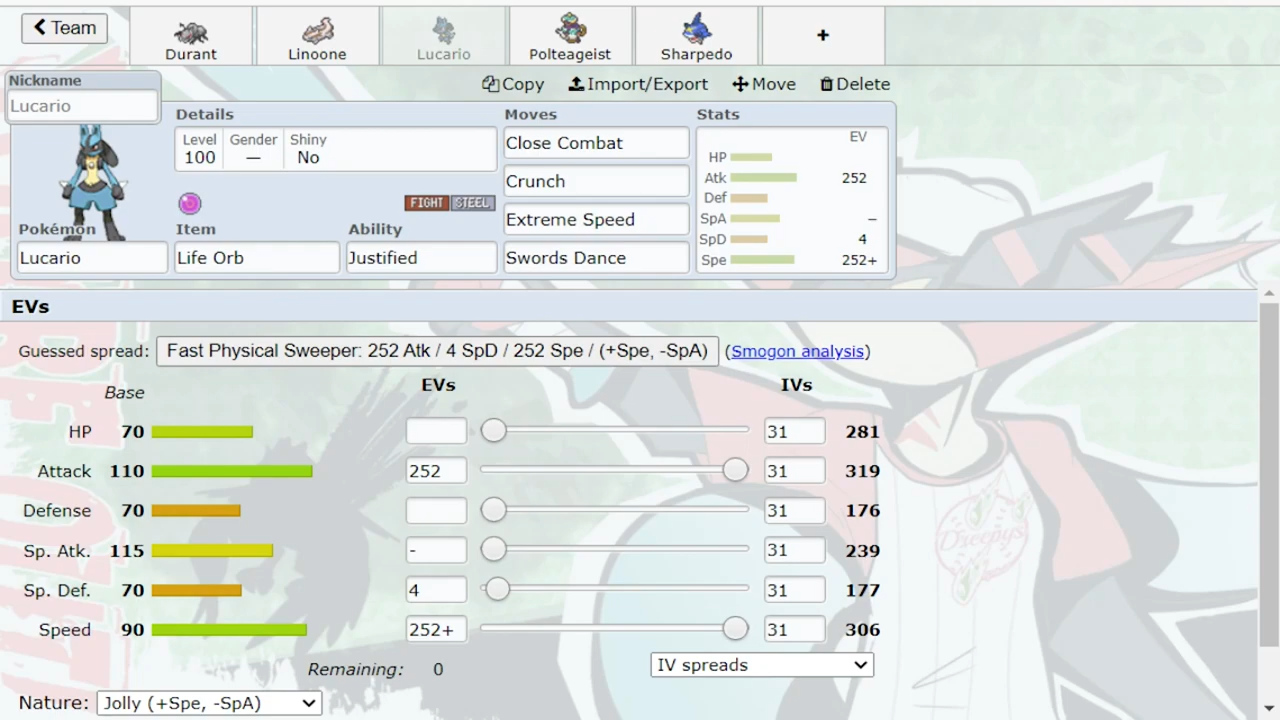 Team
Durant
Linoone
Lucario
Polteageist
Sharpedo
+
Nickname
Lucario
Copy
Import/Export
Move
Delete
Details
Level Gender Shiny
100 — No
FIGHT STEEL
Pokémon
Lucario
Item
Life Orb
Ability
Justified
Moves
Close Combat
Crunch
Extreme Speed
Swords Dance
Stats
EV
HP
Atk 252
Def
SpA –
SpD 4
Spe 252+
EVs
Guessed spread: Fast Physical Sweeper: 252 Atk / 4 SpD / 252 Spe / (+Spe, -SpA) (Smogon analysis)
Base EVs IVs
HP 70 31 281
Attack 110 252 31 319
Defense 70 31 176
Sp. Atk. 115 - 31 239
Sp. Def. 70 4 31 177
Speed 90 252+ 31 306
Remaining: 0 IV spreads
Nature: Jolly (+Spe, -SpA)
Dreepys